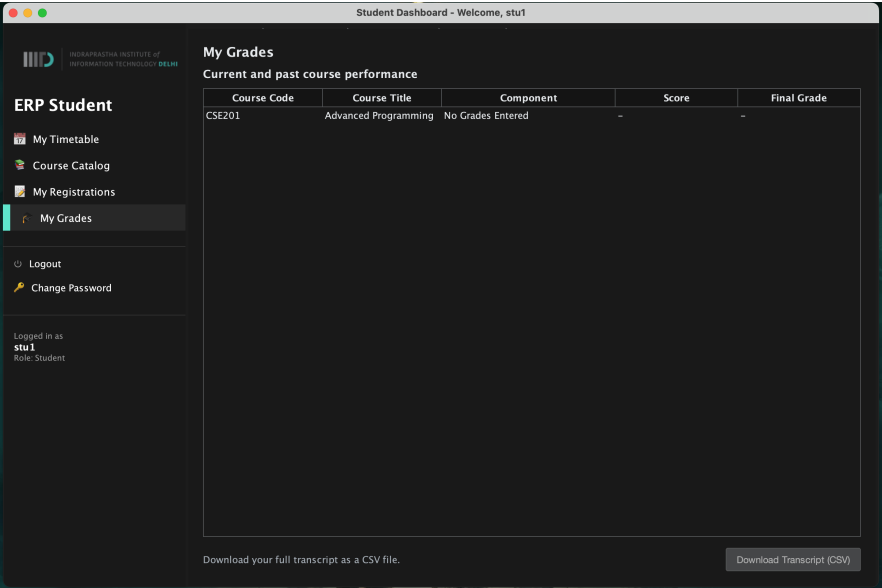 Student Dashboard - Welcome, stu1
INDRAPRASTHA INSTITUTE of
INFORMATION TECHNOLOGY DELHI
ERP Student
17 My Timetable
Course Catalog
My Registrations
My Grades
Logout
Change Password
Logged in as
stu1
Role: Student
My Grades
Current and past course performance
Course Code Course Title Component Score Final Grade
CSE201 Advanced Programming No Grades Entered – –
Download your full transcript as a CSV file.
Download Transcript (CSV)